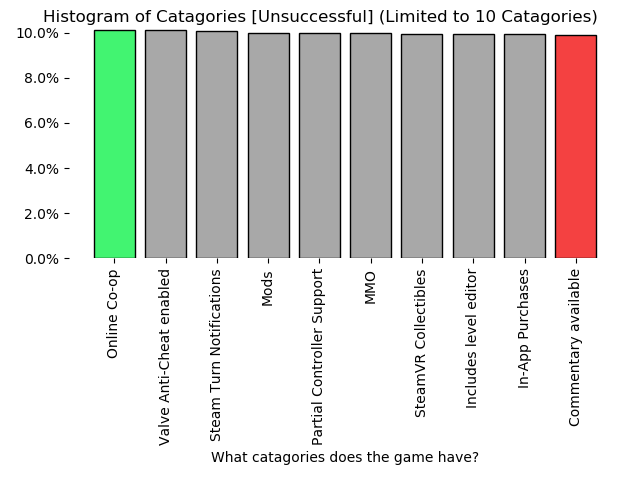 Histogram of Catagories [Unsuccessful] (Limited to 10 Catagories)
10.0%
8.0%
6.0%
4.0%
2.0%
0.0%
Online Co-op
Valve Anti-Cheat enabled
Steam Turn Notifications
Mods
Partial Controller Support
MMO
SteamVR Collectibles
Includes level editor
In-App Purchases
Commentary available
What catagories does the game have?